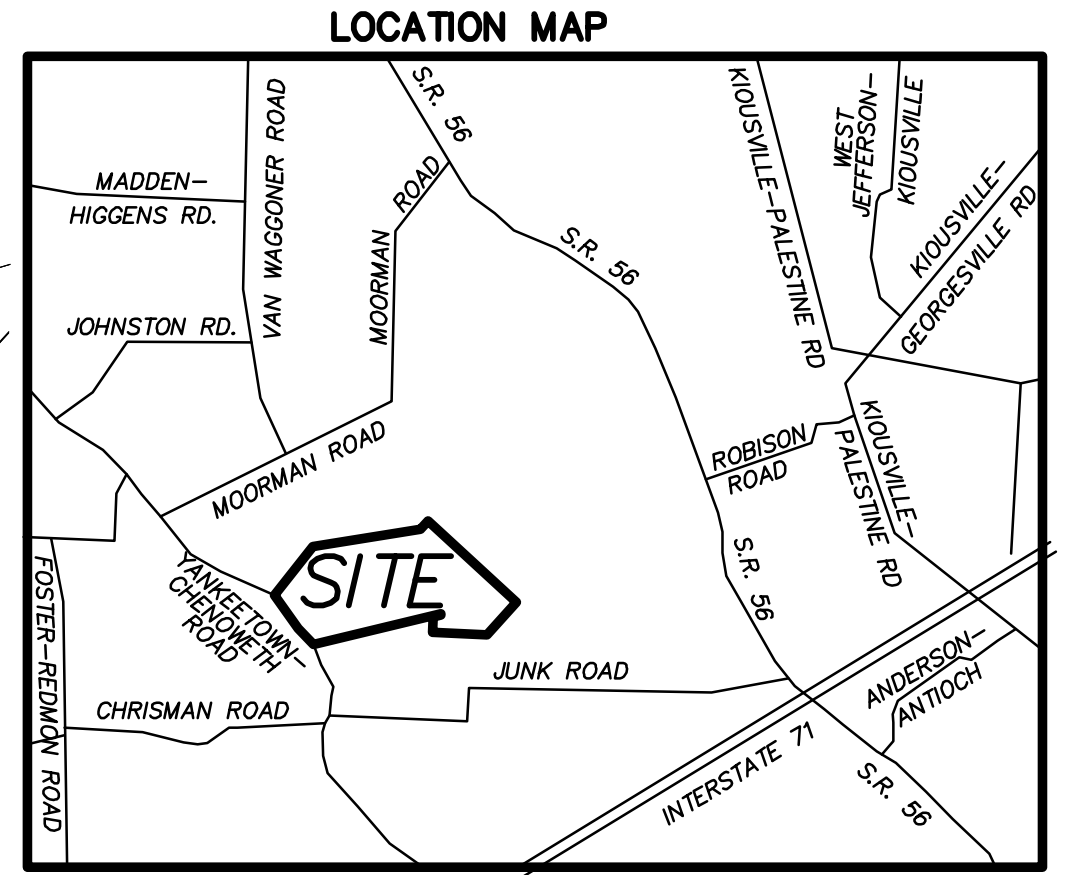 LOCATION MAP
S.R. 56
KIOUSVILLE-PALESTINE RD
WEST
JEFFERSON-
KIOUSVILLE
VAN WAGGONER ROAD
MADDEN-
HIGGENS RD.
MOORMAN
ROAD
KIOUSVILLE-
GEORGESVILLE RD
S.R. 56
JOHNSTON RD.
MOORMAN ROAD
ROBISON
ROAD
KIOUSVILLE-
PALESTINE RD
SITE
S.R. 56
YANKEETOWN-
CHENOWETH
ROAD
FOSTER-REDMON ROAD
JUNK ROAD
CHRISMAN ROAD
ANDERSON-
ANTIOCH
INTERSTATE 71
S.R. 56